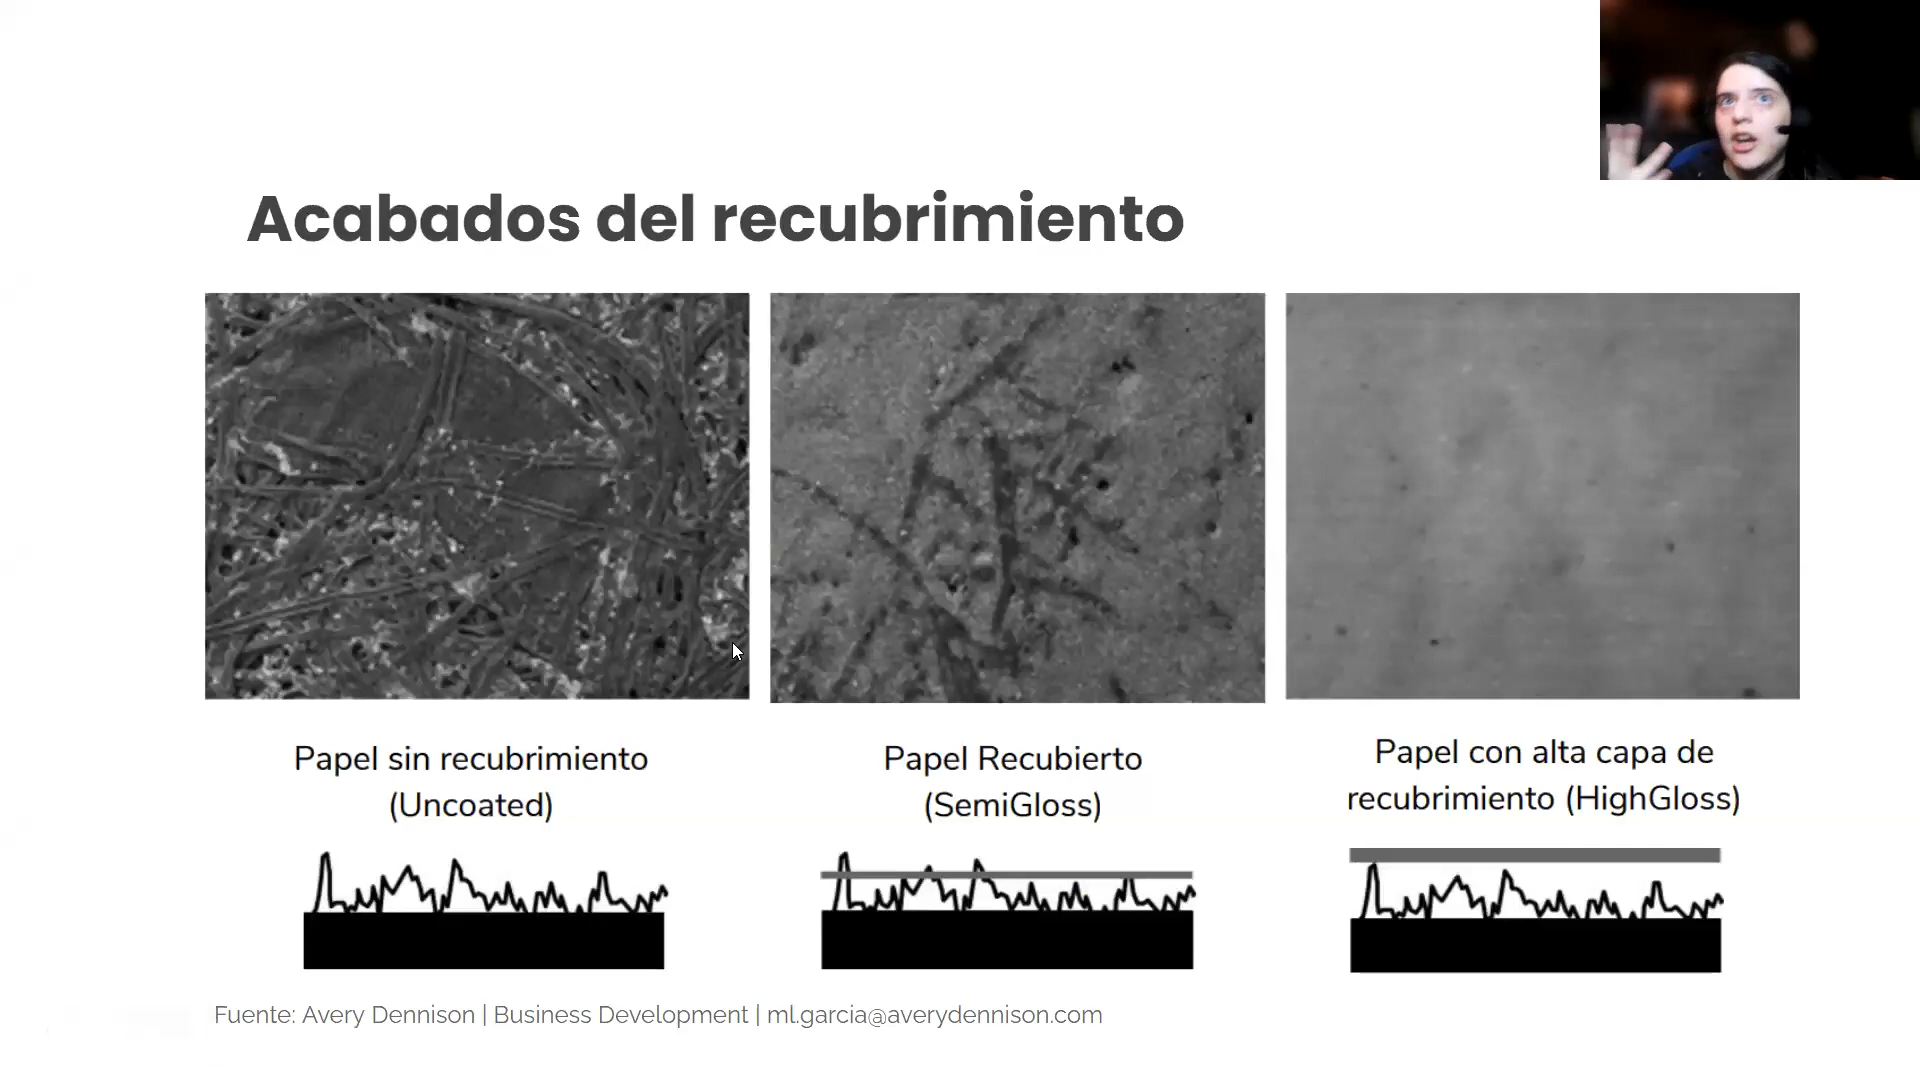 Acabados del recubrimiento
Papel sin recubrimiento
(Uncoated)
Papel Recubierto
(SemiGloss)
Papel con alta capa de
recubrimiento (HighGloss)
Fuente: Avery Dennison | Business Development | ml.garcia@averydennison.com